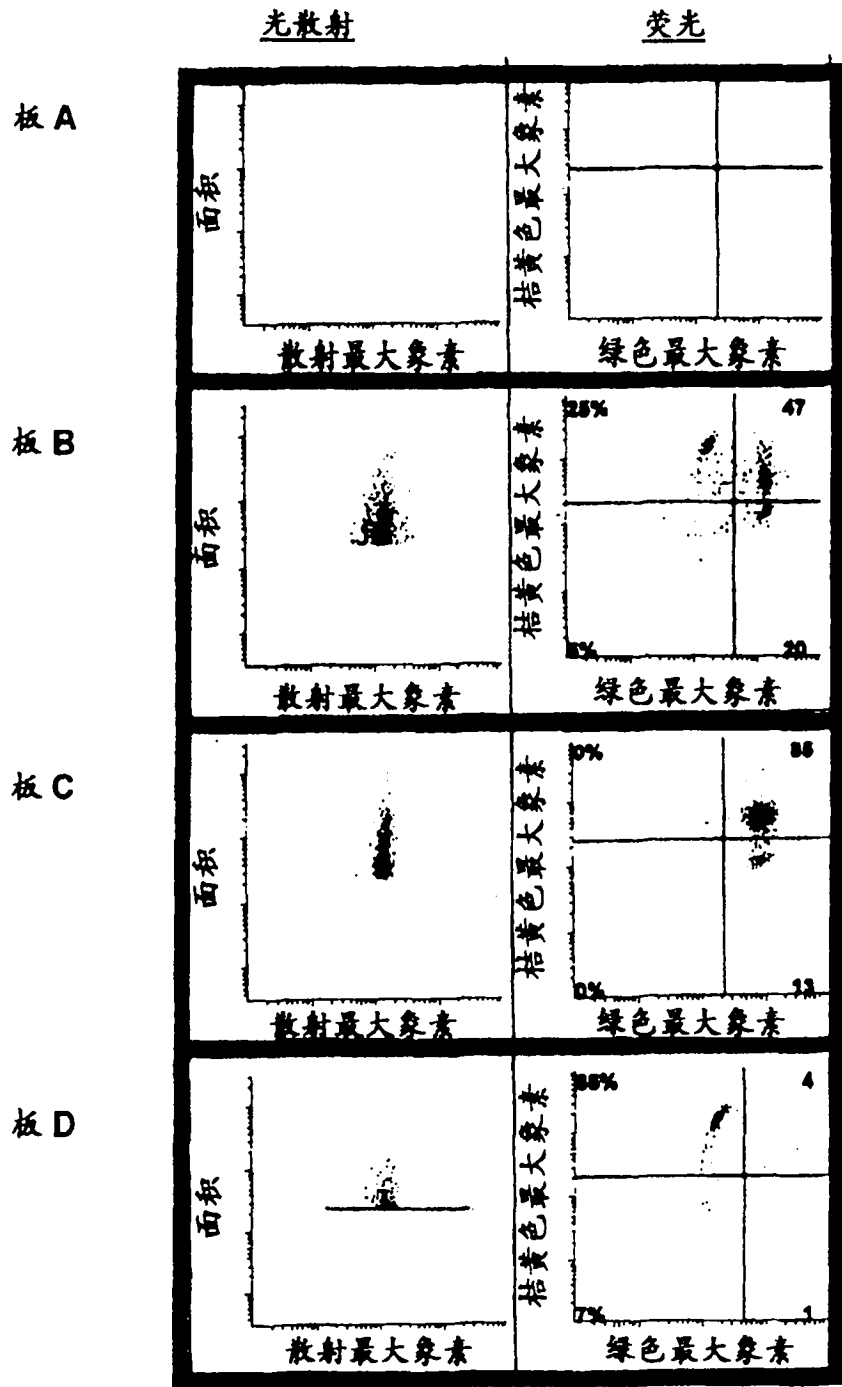 光散射 荧光
板 A
面积
桔黄色最大象素
散射最大象素
绿色最大象素
板 B
面积
桔黄色最大象素
25% 47
20
散射最大象素
绿色最大象素
板 C
面积
桔黄色最大象素
0%
0% 13
散射最大象素
绿色最大象素
板 D
面积
桔黄色最大象素
4
7% 1
散射最大象素
绿色最大象素